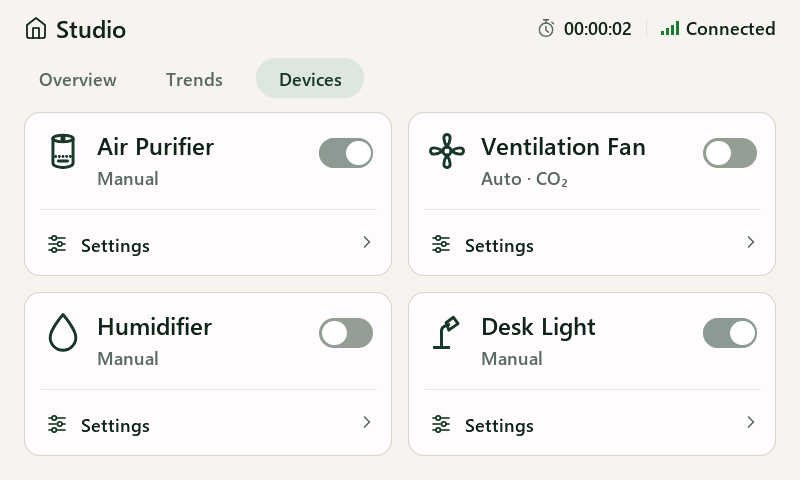 Studio
00:00:02
Connected
Overview
Trends
Devices
Air Purifier
Manual
Settings
Ventilation Fan
Auto · CO₂
Settings
Humidifier
Manual
Settings
Desk Light
Manual
Settings